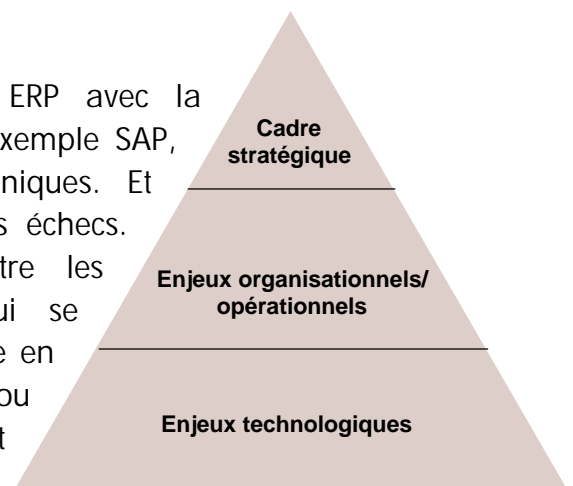 ERP avec la
exemple SAP,
niques. Et
s échecs.
tre les
ui se
e en
ou
t
Cadre
stratégique
Enjeux organisationnels/
opérationnels
Enjeux technologiques